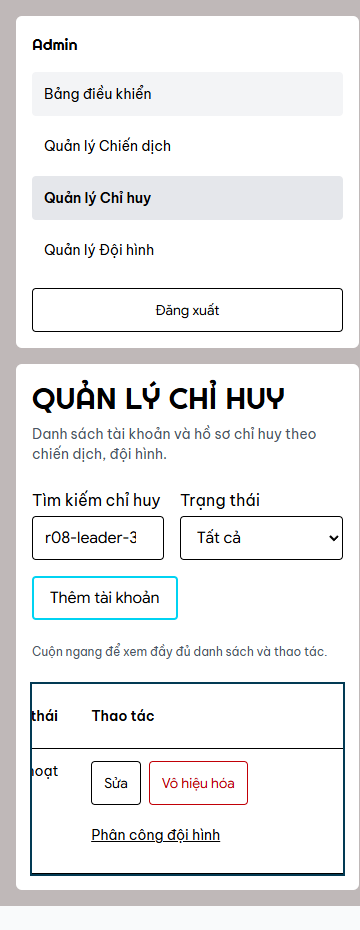 Admin
Bảng điều khiển
Quản lý Chiến dịch
Quản lý Chỉ huy
Quản lý Đội hình
Đăng xuất
QUẢN LÝ CHỈ HUY
Danh sách tài khoản và hồ sơ chỉ huy theo
chiến dịch, đội hình.
Tìm kiếm chỉ huy Trạng thái
r08-leader-3 Tất cả
Thêm tài khoản
Cuộn ngang để xem đầy đủ danh sách và thao tác.
thái Thao tác
hoạt Sửa Vô hiệu hóa
Phân công đội hình